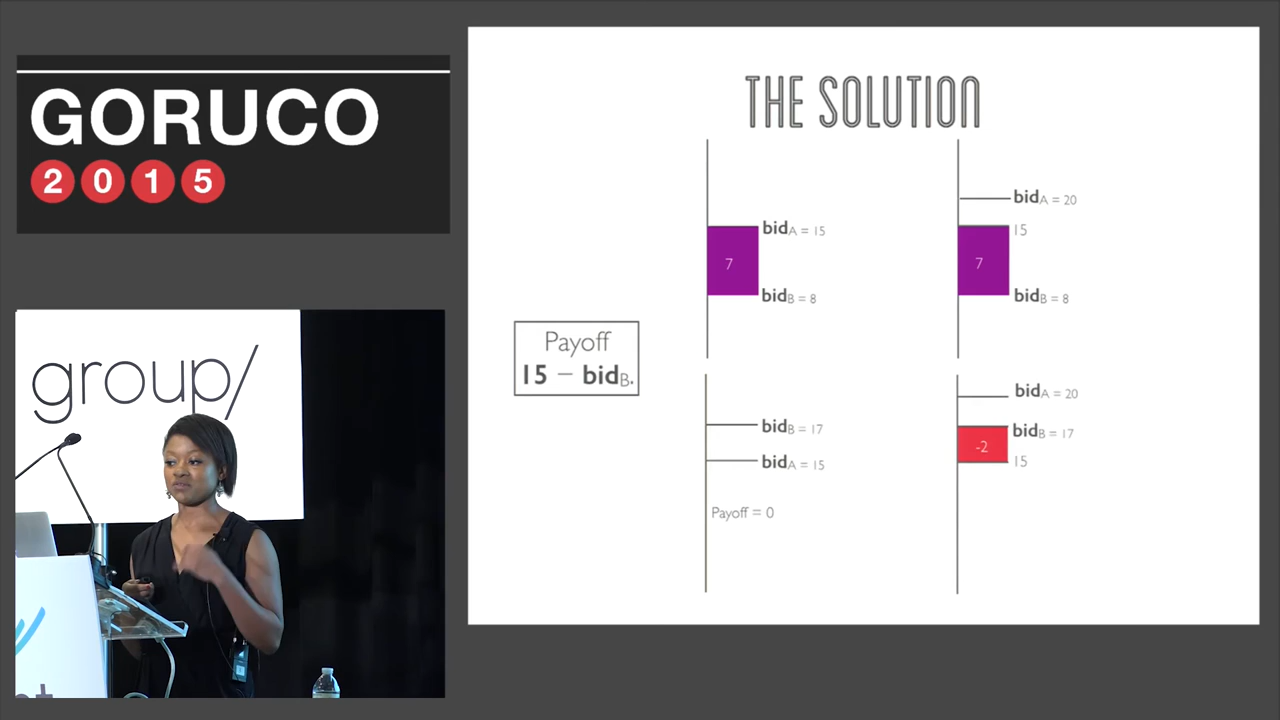 GORUCO
2 0 1 5
group/
THE SOLUTION
bidA = 15
7
bidB = 8
bidA = 20
15
7
bidB = 8
Payoff
15 – bidB.
bidB = 17
bidA = 15
Payoff = 0
bidA = 20
bidB = 17
-2
15